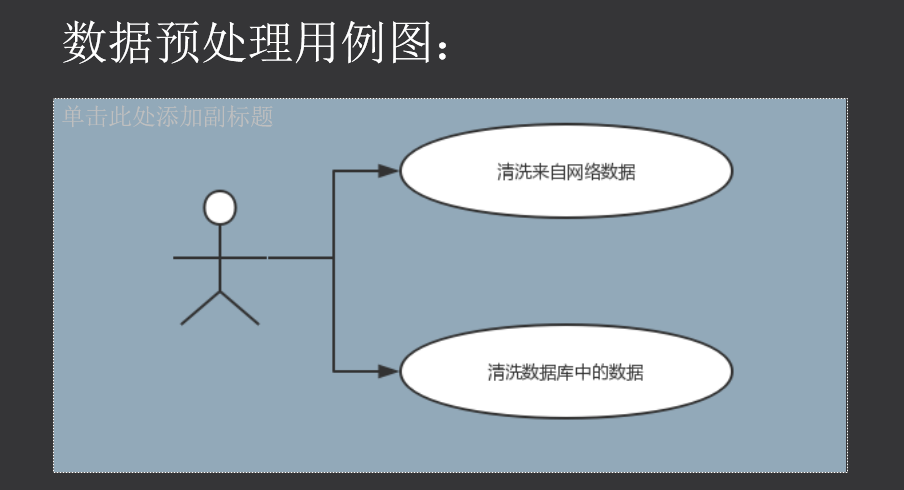 数据预处理用例图：
单击此处添加副标题
清洗来自网络数据
清洗数据库中的数据